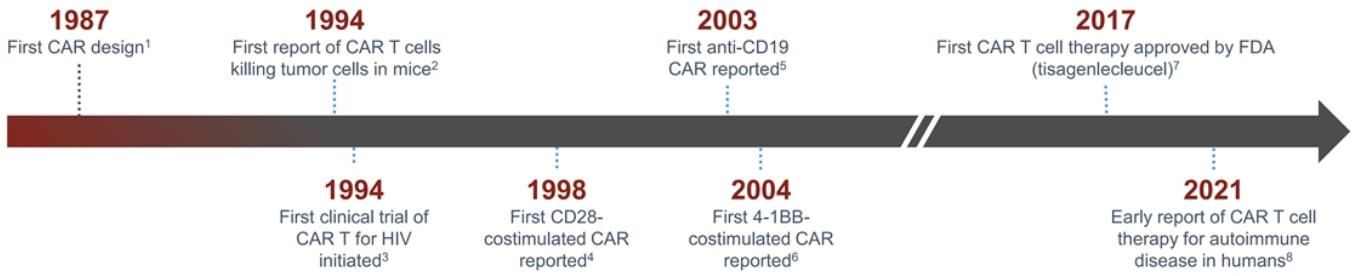 1987
First CAR design¹
1994
First report of CAR T cells
killing tumor cells in mice²
2003
First anti-CD19
CAR reported⁵
2017
First CAR T cell therapy approved by FDA
(tisagenlecleucel)⁷
1994
First clinical trial of
CAR T for HIV
initiated³
1998
First CD28-
costimulated CAR
reported⁴
2004
First 4-1BB-
costimulated CAR
reported⁶
2021
Early report of CAR T cell
therapy for autoimmune
disease in humans⁸